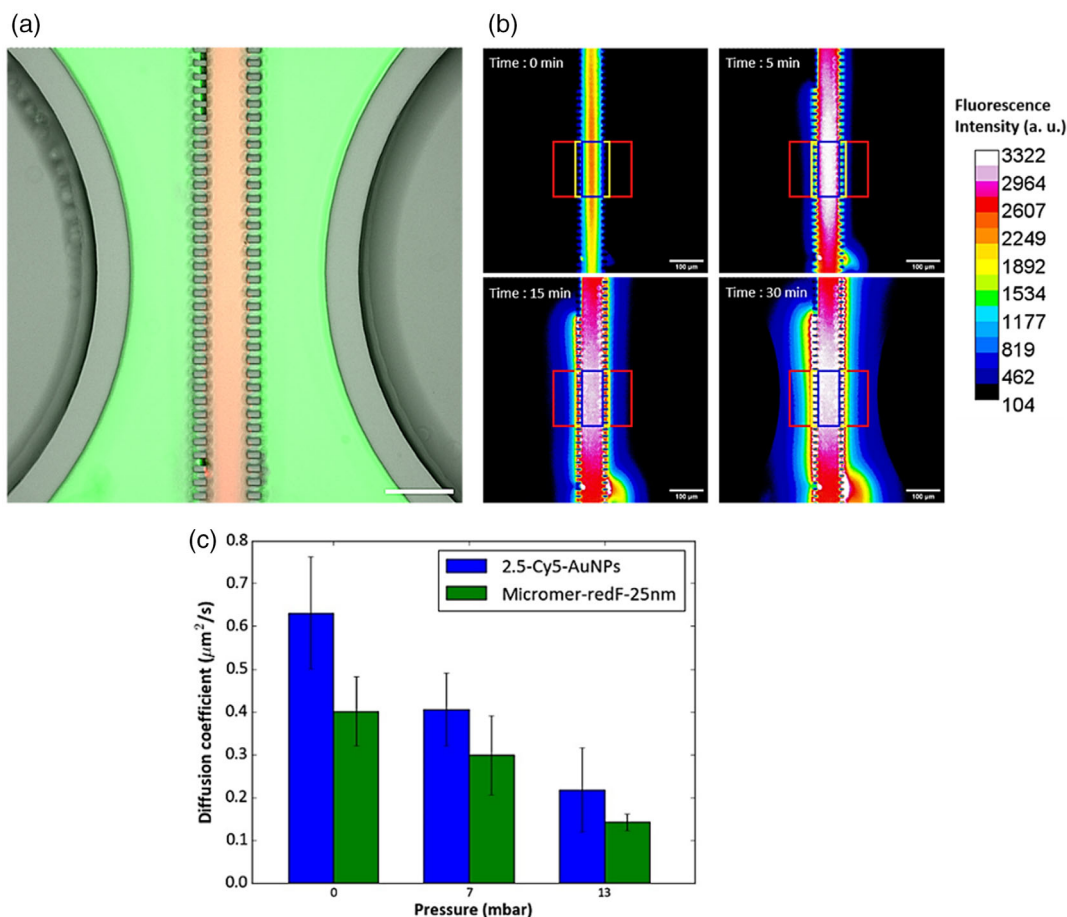 (a)
(b)
Time : 0 min
100 µm
Time : 5 min
100 µm
Time : 15 min
100 µm
Time : 30 min
100 µm
Fluorescence
Intensity (a. u.)
3322
2964
2607
2249
1892
1534
1177
819
462
104
(c)
Diffusion coefficient (µm²/s)
0.8
0.7
0.6
0.5
0.4
0.3
0.2
0.1
0.0
2.5-Cy5-AuNPs
Micromer-redF-25nm
0 7 13
Pressure (mbar)